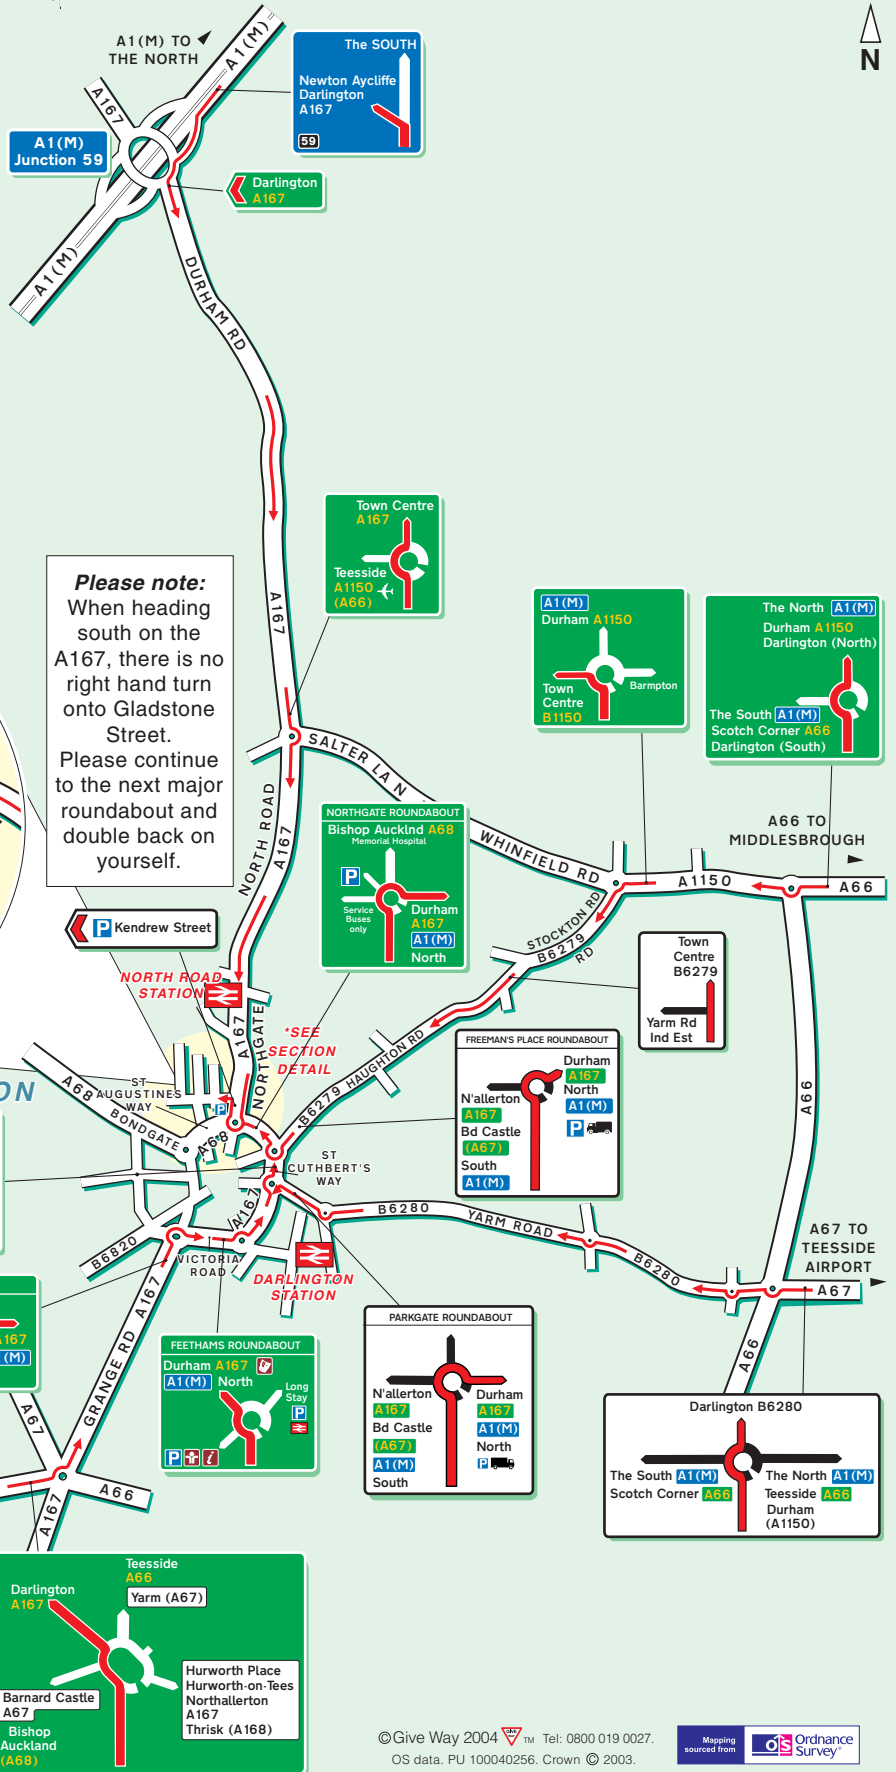 A1(M) TO
THE NORTH
A1(M)
N
The SOUTH
Newton Aycliffe
Darlington
A167
59
A167
A1(M)
Junction 59
Darlington
A167
A1(M)
DURHAM RD
Town Centre
A167
Teesside
A1150
(A66)
Please note:
When heading
south on the
A167, there is no
right hand turn
onto Gladstone
Street.
Please continue
to the next major
roundabout and
double back on
yourself.
A167
A1(M)
Durham A1150
Barmpton
Town
Centre
B1150
The North A1(M)
Durham A1150
Darlington (North)
The South A1(M)
Scotch Corner A66
Darlington (South)
SALTER LA N
NORTH ROAD
A167
NORTHGATE ROUNDABOUT
Bishop Aucklnd A68
Memorial Hospital
P
Service
Buses
only
Durham
A167
A1(M)
North
WHINFIELD RD
A66 TO
MIDDLESBROUGH
A1150
A66
P Kendrew Street
STOCKTON RD
B6279
RD
Town
Centre
B6279
Yarm Rd
Ind Est
NORTH ROAD
STATION
A167
NORTHGATE
*SEE
SECTION
DETAIL
B6279 HAUGHTON RD
FREEMAN'S PLACE ROUNDABOUT
Durham
A167
North
A1(M)
P
N'allerton
A167
Bd Castle
(A67)
South
A1(M)
ON
A68
BONDGATE
ST
AUGUSTINES
WAY
P
A68
A66
ST
CUTHBERT'S
WAY
A167
B6280
YARM ROAD
B6280
A67 TO
TEESSIDE
AIRPORT
A67
B6820
VICTORIA
ROAD
DARLINGTON
STATION
A167
(M)
A167
GRANGE RD
FEETHAMS ROUNDABOUT
Durham A167
A1(M) North
Long
Stay
P
P i
PARKGATE ROUNDABOUT
N'allerton
A167
Bd Castle
(A67)
A1(M)
South
Durham
A167
A1(M)
North
P
A66
Darlington B6280
The South A1(M)
Scotch Corner A66
The North A1(M)
Teesside A66
Durham
(A1150)
A67
A66
A167
Teesside
A66
Darlington
A167
Yarm (A67)
Barnard Castle
A67
Bishop
Auckland
(A68)
Hurworth Place
Hurworth-on-Tees
Northallerton
A167
Thrisk (A168)
©Give Way 2004 GIVE WAY TM Tel: 0800 019 0027.
OS data. PU 100040256. Crown © 2003.
Mapping
sourced from
OS Ordnance
Survey®